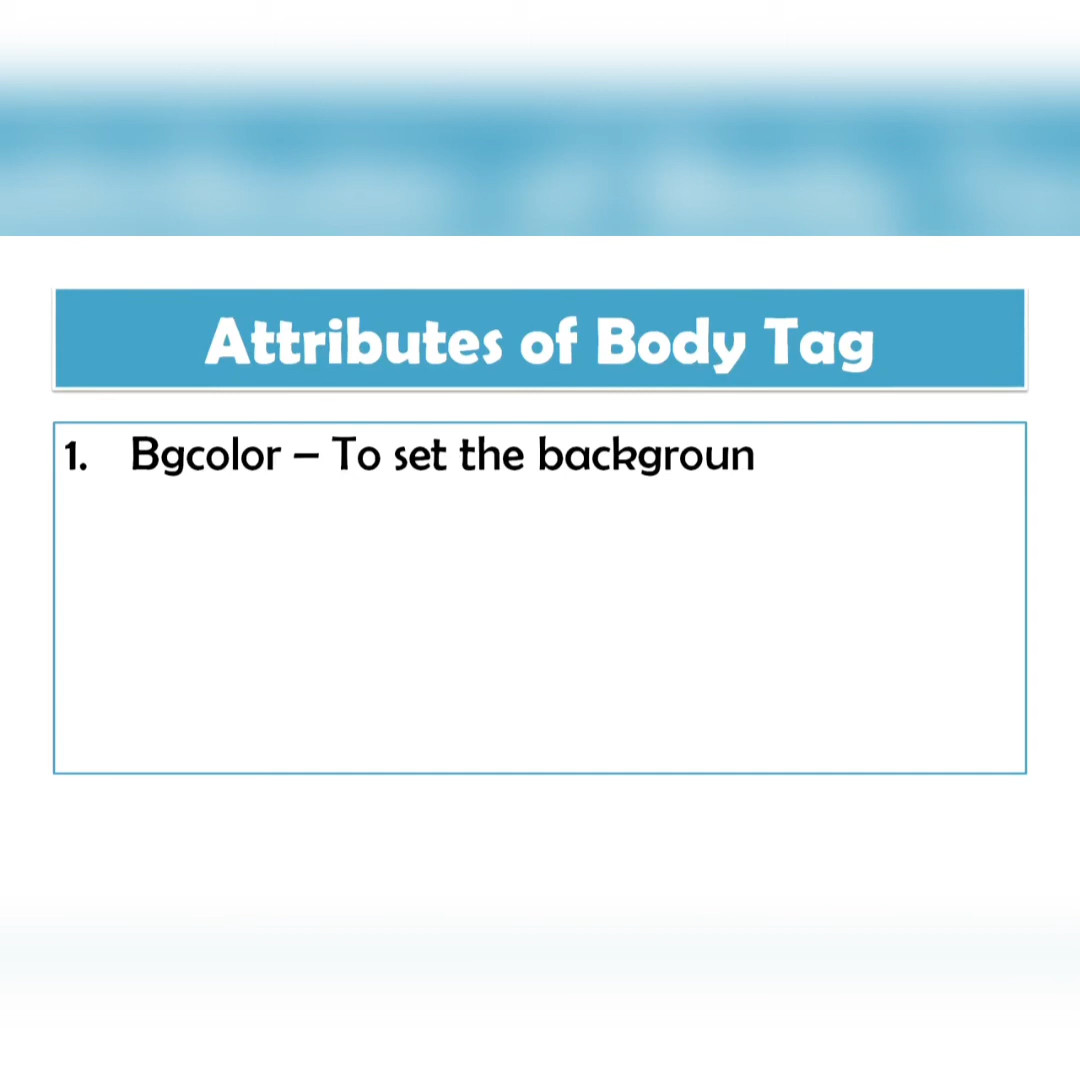 Attributes of Body Tag
1. Bgcolor – To set the backgroun